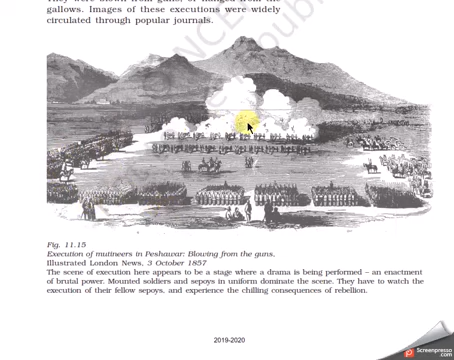 They were blown from guns, or hanged from the
gallows. Images of these executions were widely
circulated through popular journals.
Fig. 11.15
Execution of mutineers in Peshawar: Blowing from the guns,
Illustrated London News, 3 October 1857
The scene of execution here appears to be a stage where a drama is being performed – an enactment
of brutal power. Mounted soldiers and sepoys in uniform dominate the scene. They have to watch the
execution of their fellow sepoys, and experience the chilling consequences of rebellion.
2019-2020
Screenpresso